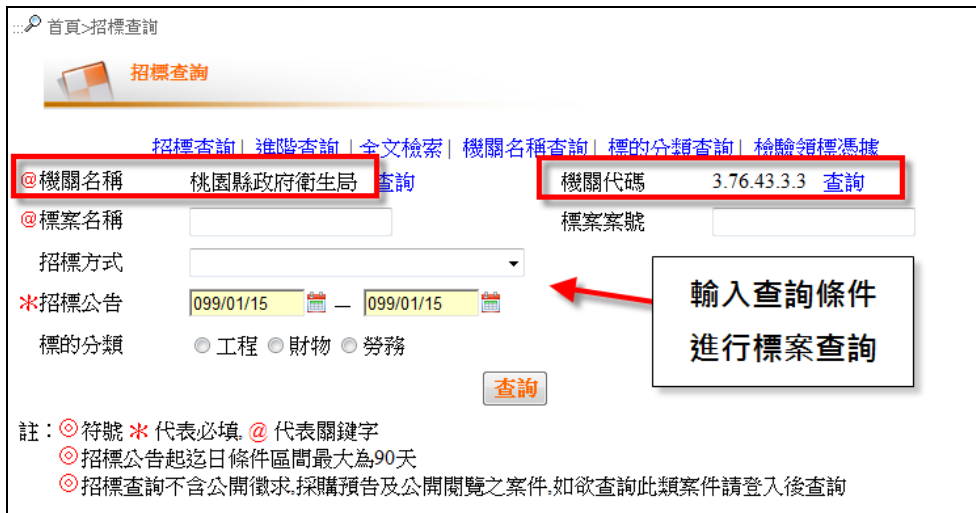 :::首頁>招標查詢
招標查詢
招標查詢| 進階查詢 | 全文檢索| 機關名稱查詢| 標的分類查詢| 檢驗領標憑據
@機關名稱 桃園縣政府衛生局 查詢 機關代碼 3.76.43.3.3 查詢
@標案名稱 標案案號
招標方式
*招標公告 099/01/15 — 099/01/15
標的分類 工程 財物 勞務
輸入查詢條件
進行標案查詢
查詢
註：◎符號 * 代表必填, @ 代表關鍵字
◎招標公告起迄日條件區間最大為90天
◎招標查詢不含公開徵求,採購預告及公開閱覽之案件,如欲查詢此類案件請登入後查詢